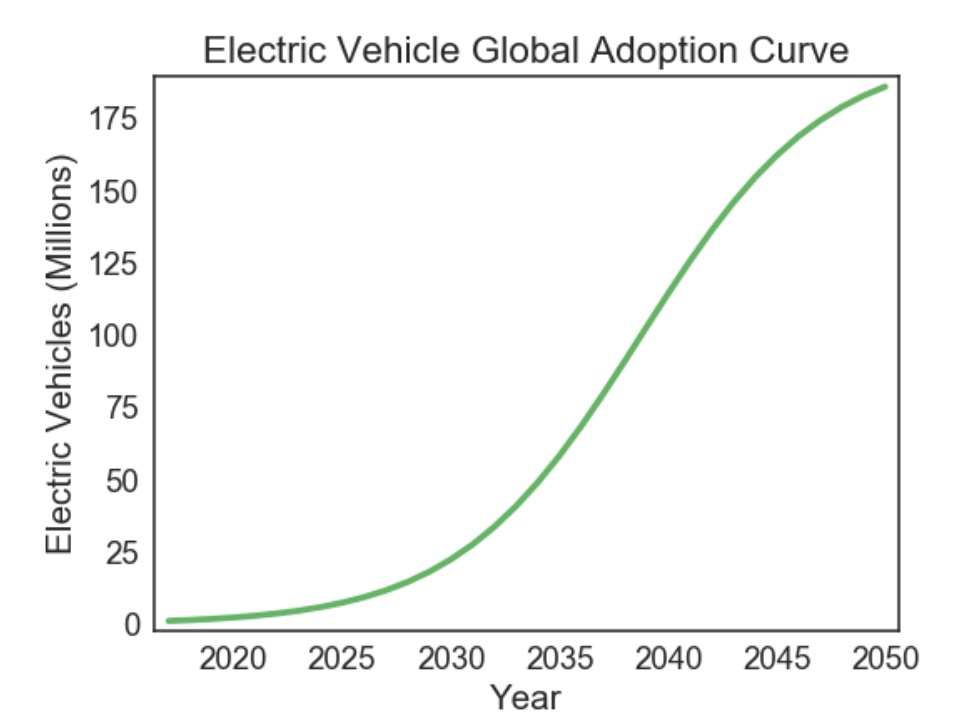 Electric Vehicle Global Adoption Curve
Electric Vehicles (Millions)
175
150
125
100
75
50
25
0
2020 2025 2030 2035 2040 2045 2050
Year